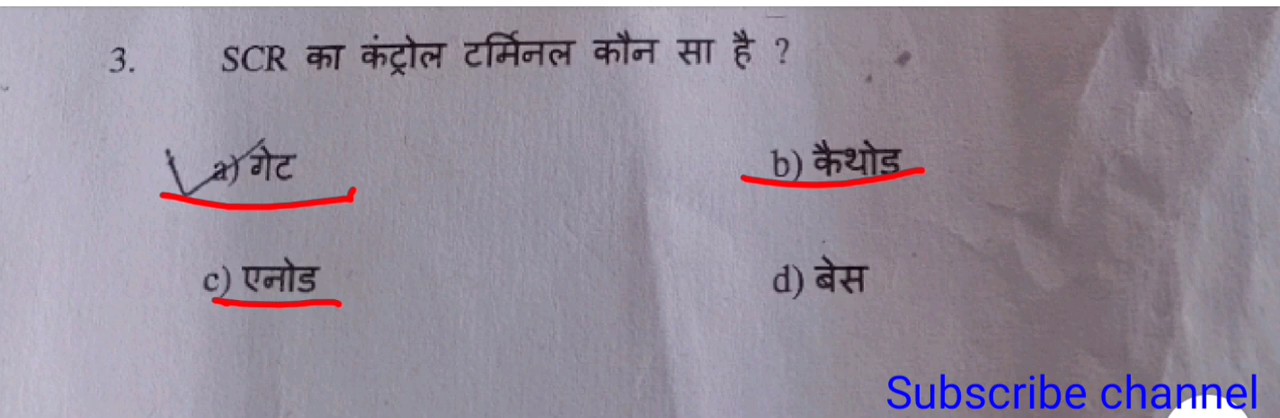 3. SCR का कंट्रोल टर्मिनल कौन सा है ?
a) गेट b) कैथोड
c) एनोड d) बेस
Subscribe channel